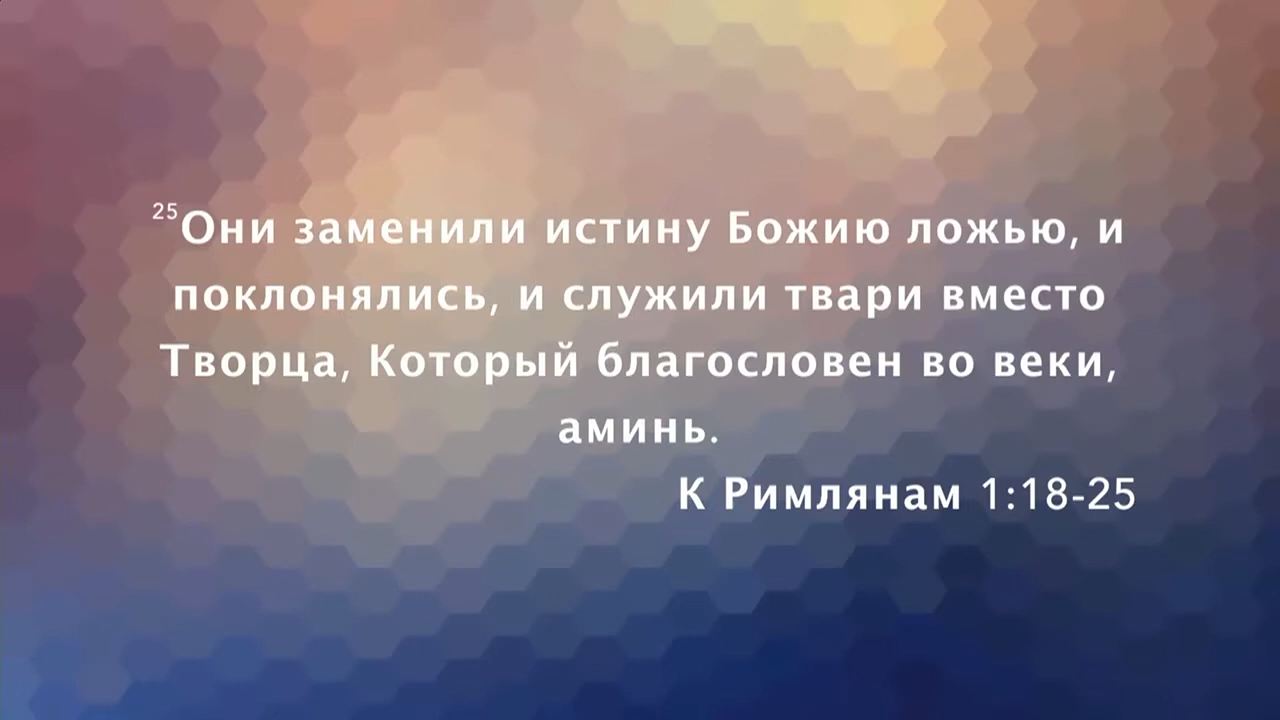 25Они заменили истину Божию ложью, и
поклонялись, и служили твари вместо
Творца, Который благословен во веки,
аминь.
К Римлянам 1:18-25